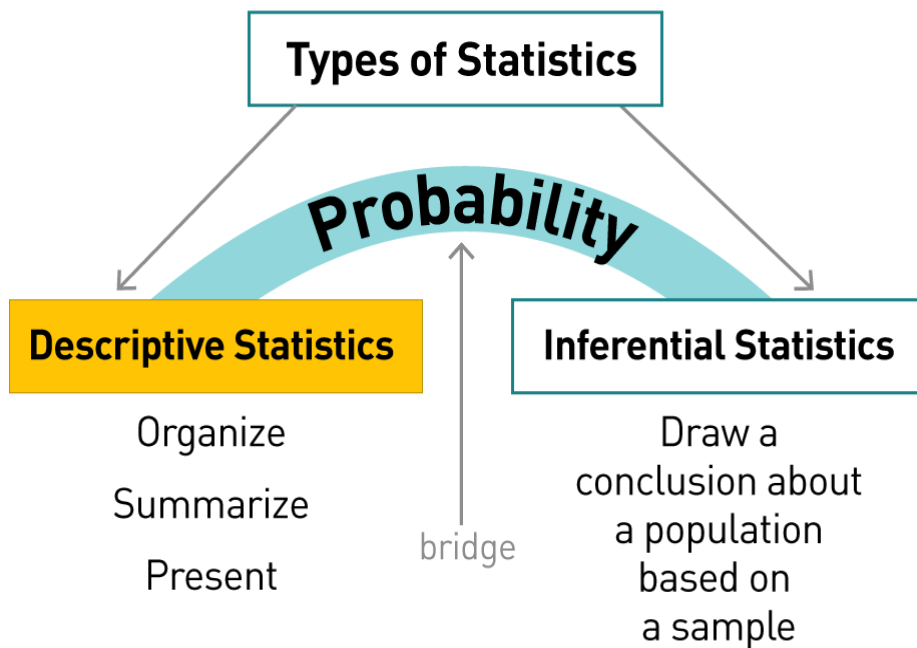 Types of Statistics
Probability
Descriptive Statistics
Organize
Summarize
Present
bridge
Inferential Statistics
Draw a
conclusion about
a population
based on
a sample